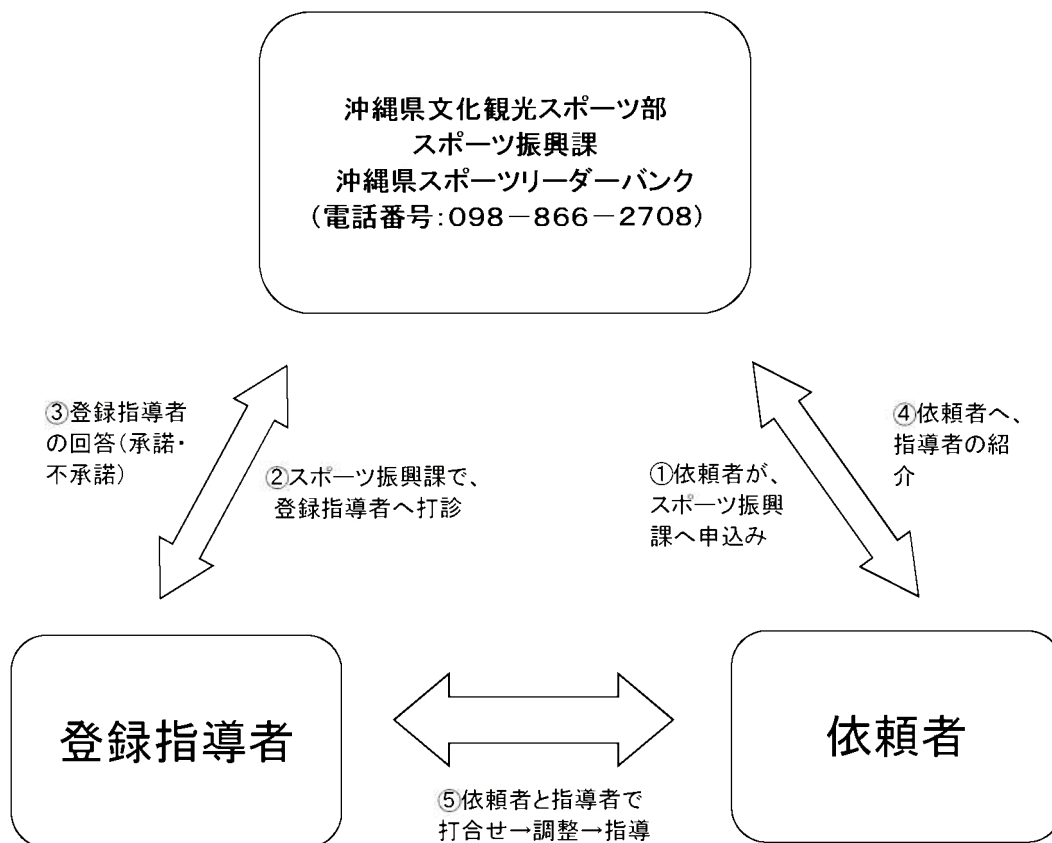 沖縄県文化観光スポーツ部
スポーツ振興課
沖縄県スポーツリーダーバンク
(電話番号:098-866-2708)
③登録指導者
の回答(承諾・
不承諾)
②スポーツ振興課で、
登録指導者へ打診
①依頼者が、
スポーツ振興
課へ申込み
④依頼者へ、
指導者の紹
介
登録指導者
依頼者
⑤依頼者と指導者で
打合せ→調整→指導